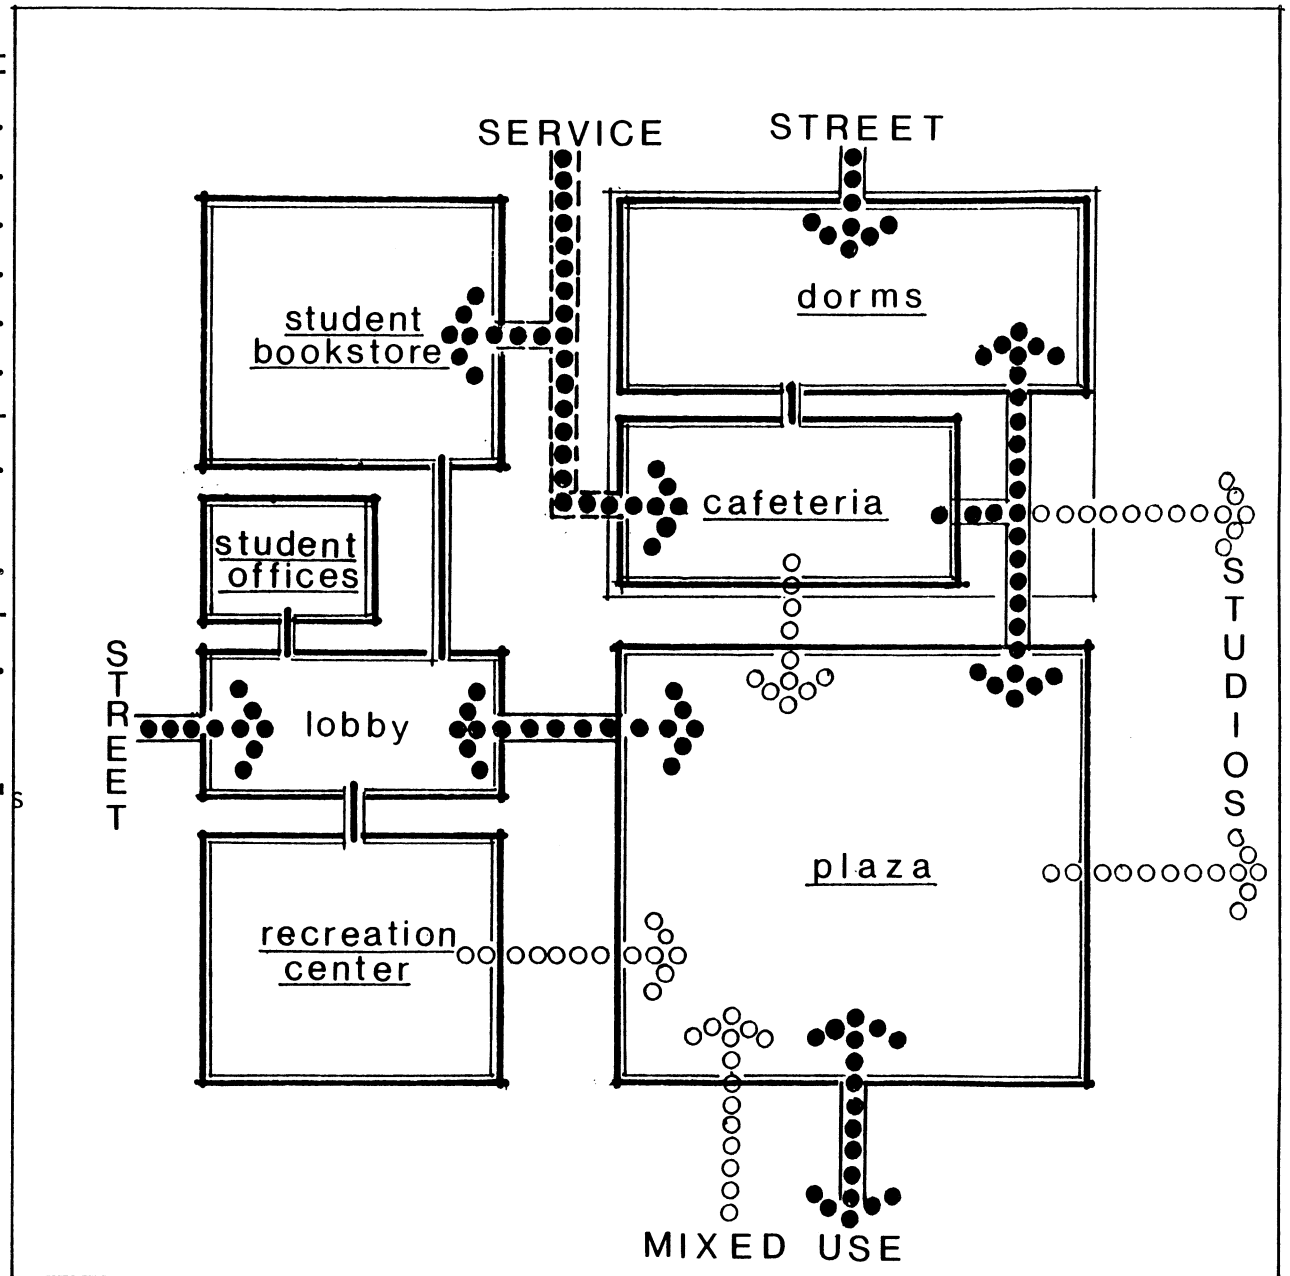 SERVICE
STREET
student
bookstore
dorms
cafeteria
student
offices
STREET
lobby
STUDIOS
plaza
recreation
center
MIXED USE
s